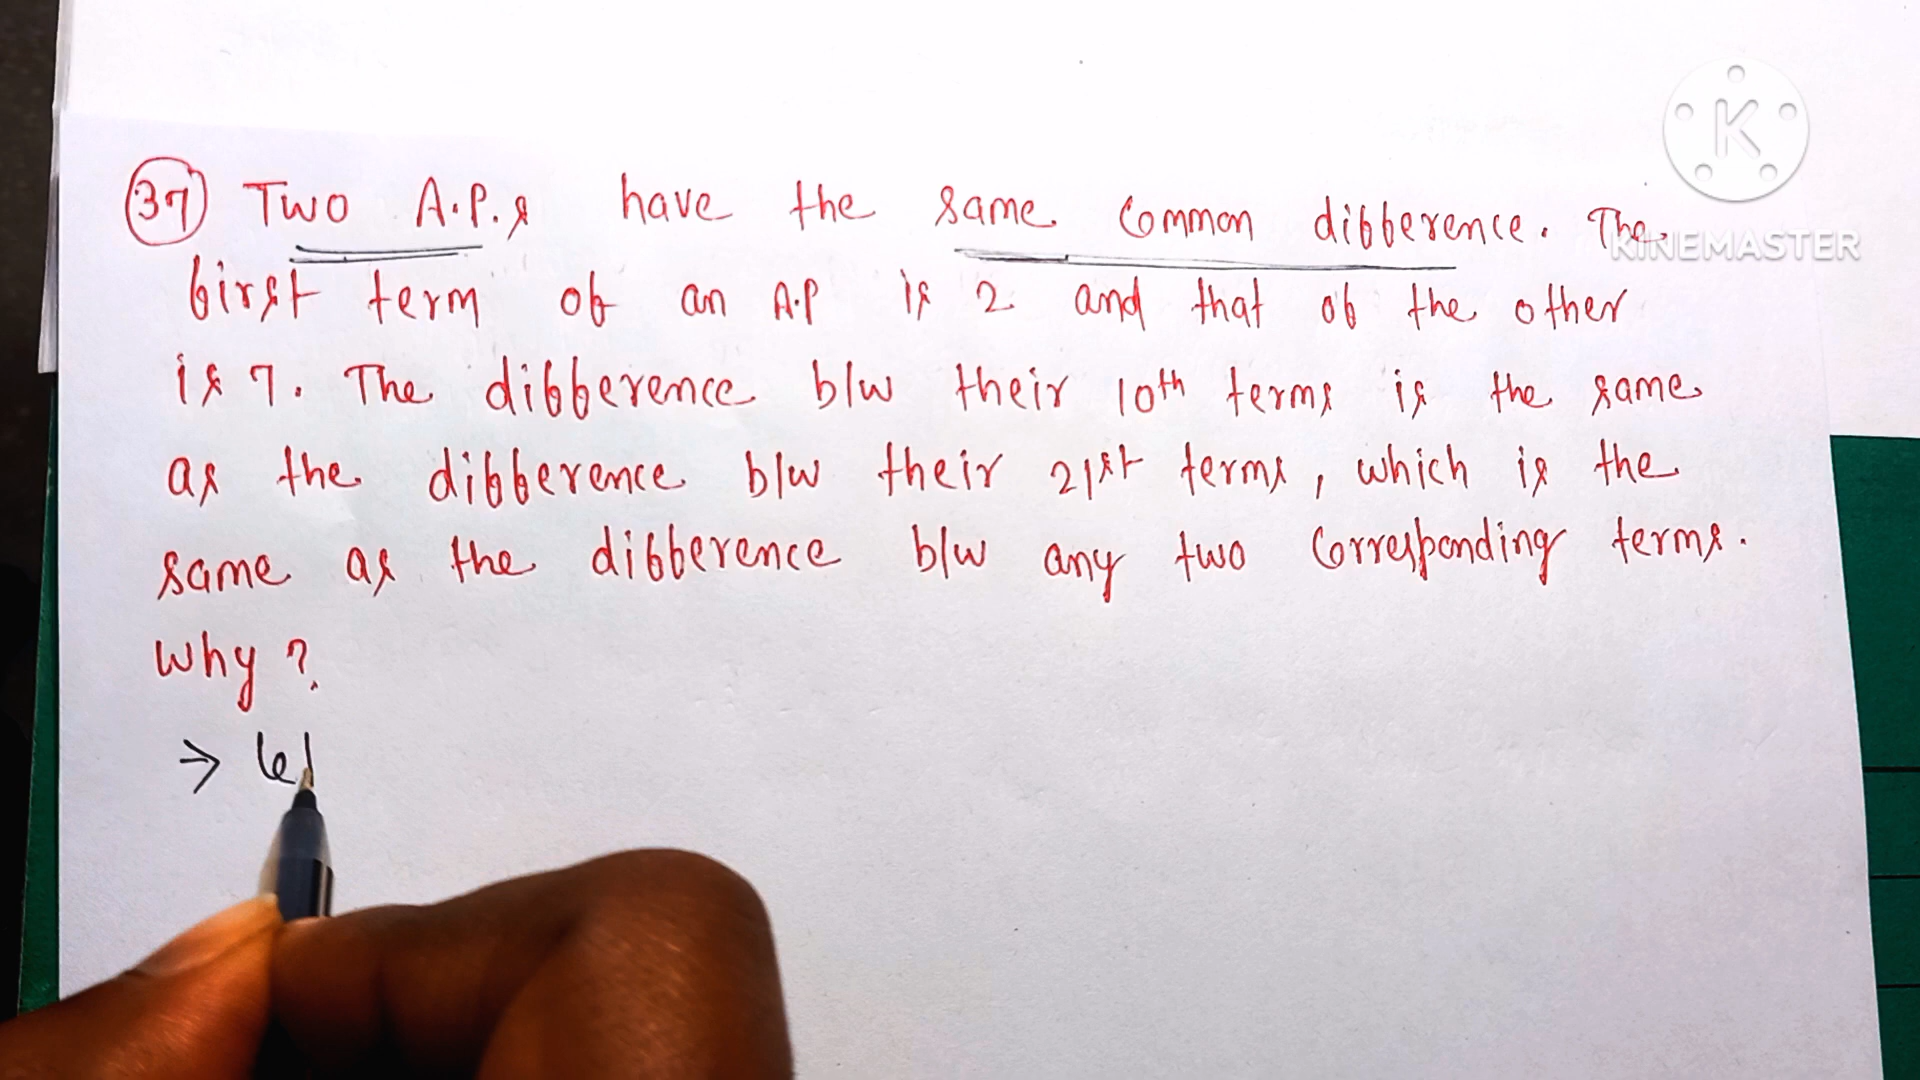 37 Two A.P.s have the same common difference. The
first term of an A.P is 2 and that of the other
is 7. The difference b/w their 10th terms is the same
as the difference b/w their 21st terms, which is the
same as the difference b/w any two corresponding terms.
Why?
⇒ let
K
KINEMASTER